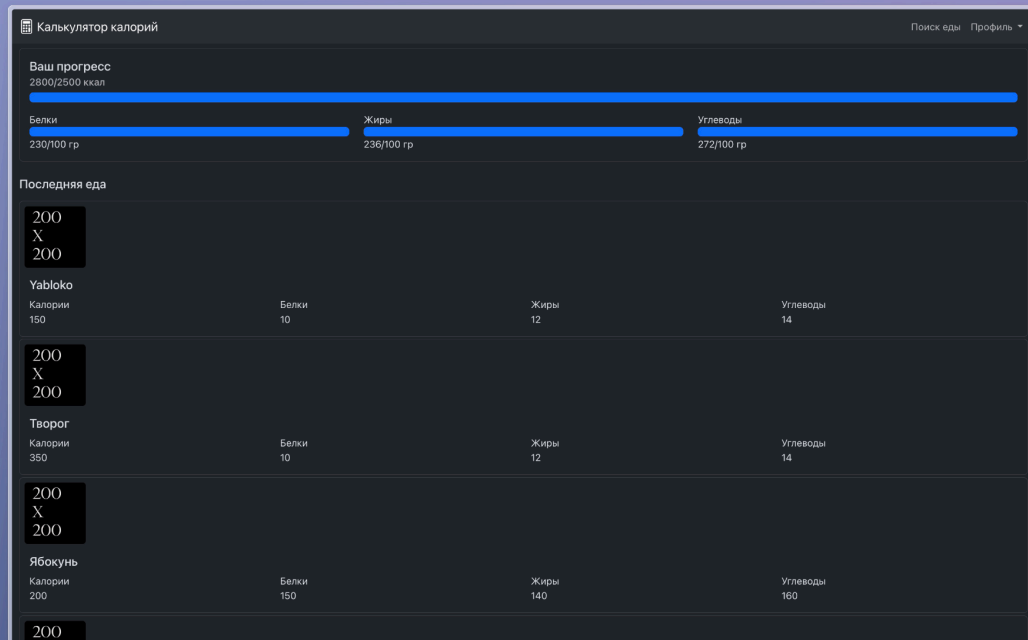 Калькулятор калорий
Поиск еды Профиль
Ваш прогресс
2800/2500 ккал
Белки Жиры Углеводы
230/100 гр 236/100 гр 272/100 гр
Последняя еда
200
X
200
Yabloko
Калории Белки Жиры Углеводы
150 10 12 14
200
X
200
Творог
Калории Белки Жиры Углеводы
350 10 12 14
200
X
200
Ябокунь
Калории Белки Жиры Углеводы
200 150 140 160
200